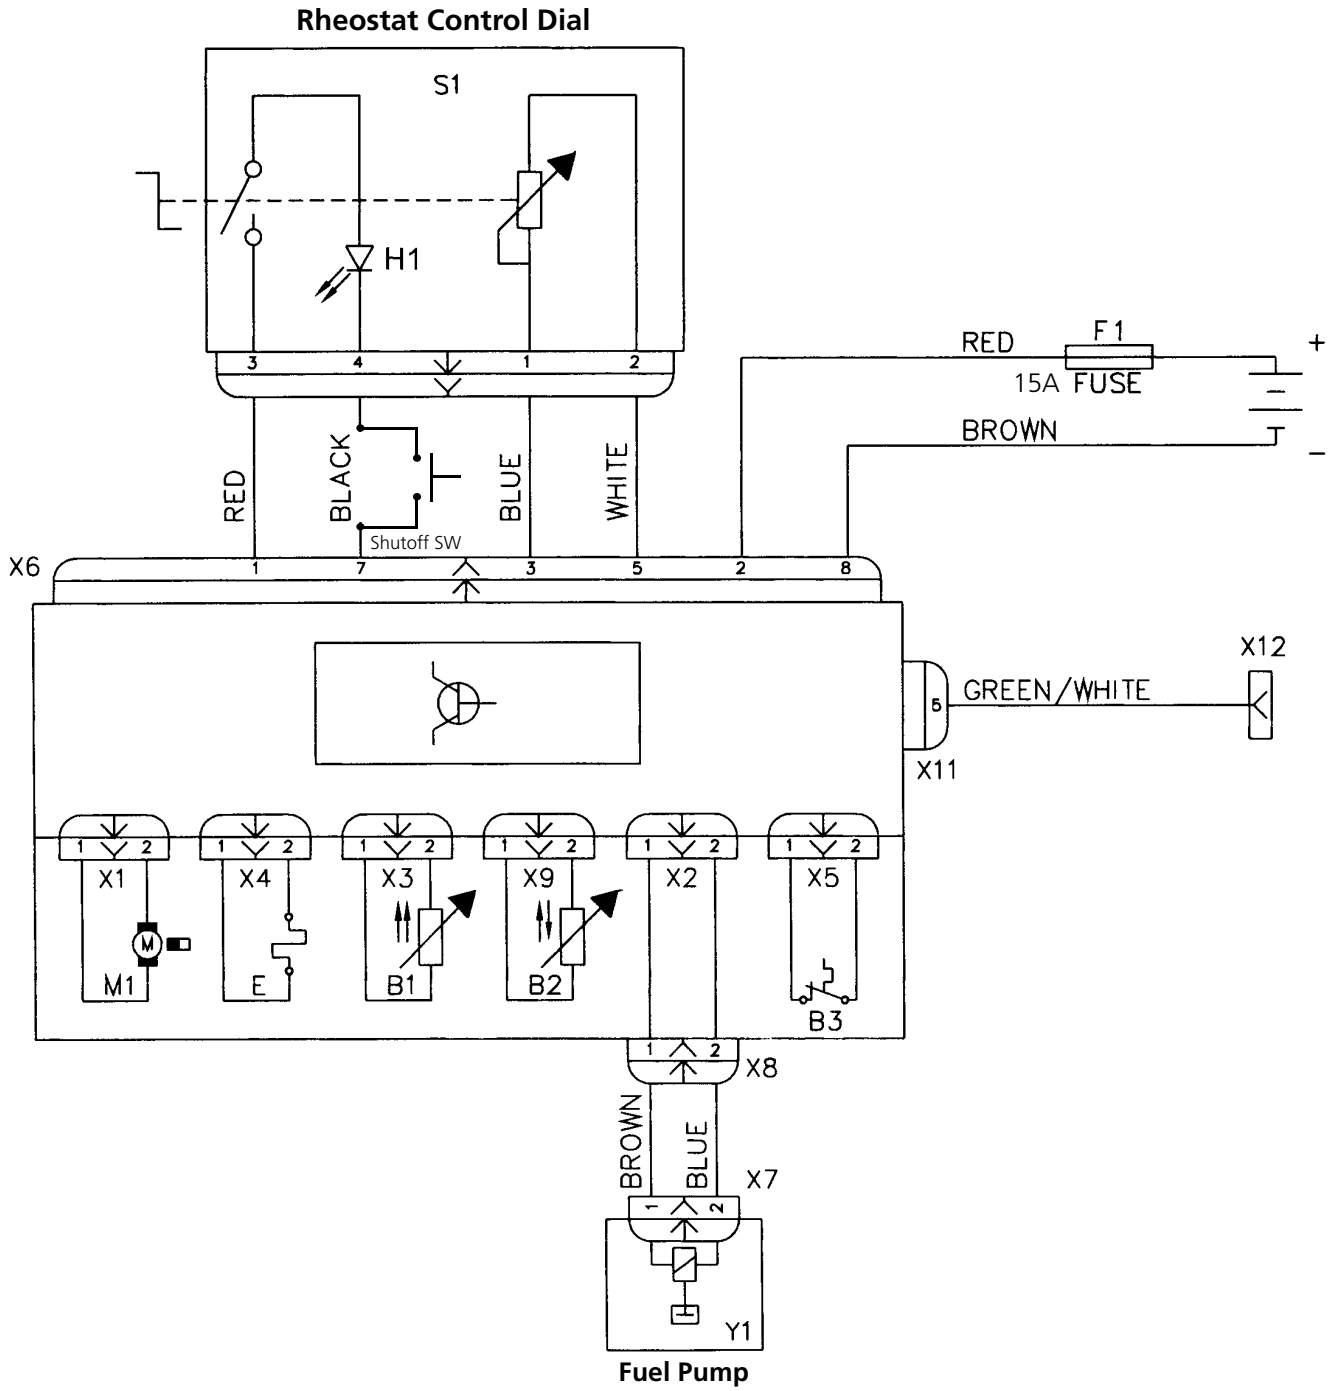 Rheostat Control Dial
S1
H1
3 4 1 2
RED F1 +
15A FUSE
BROWN
−
RED BLACK BLUE WHITE
Shutoff SW
X6 1 7 3 5 2 8
X12
GREEN/WHITE
5
X11
1 2 1 2 1 2 1 2 1 2 1 2
X1 X4 X3 X9 X2 X5
M
M1 E B1 B2
B3
1 2
X8
BROWN BLUE
X7
1 2
Y1
Fuel Pump